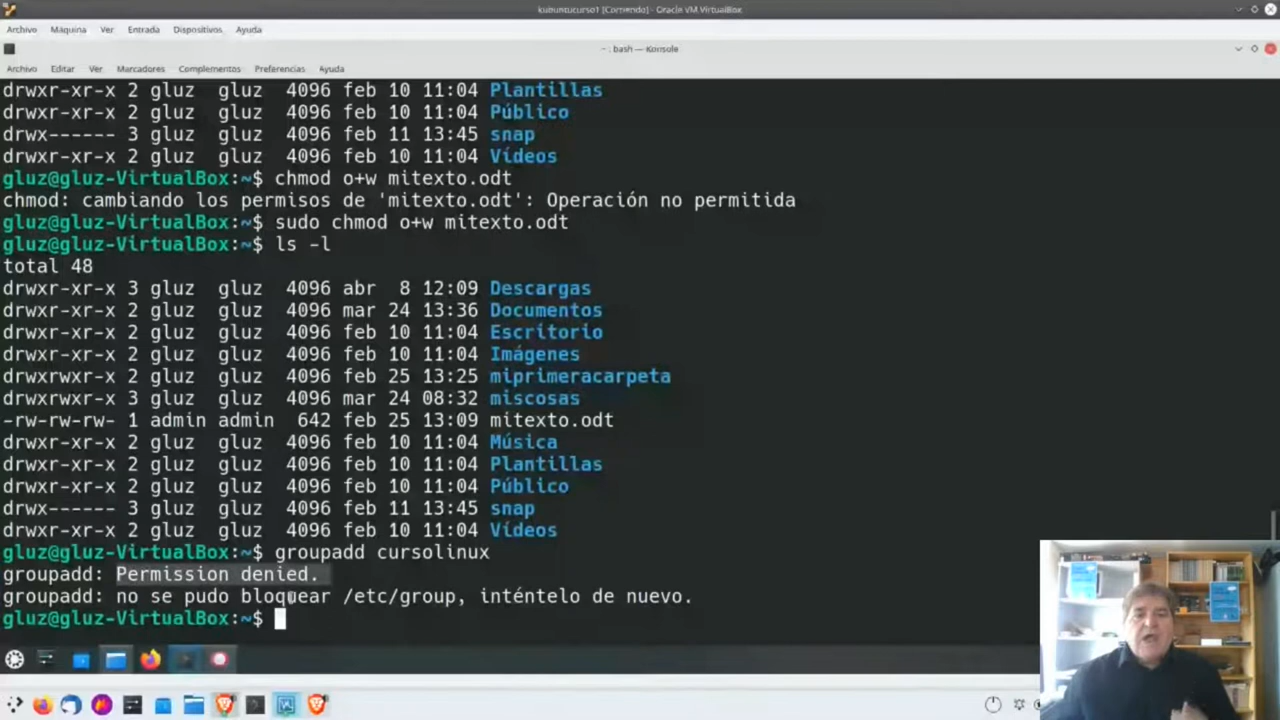 kubuntucurso1 [Corriendo] - Oracle VM VirtualBox
Archivo Máquina Ver Entrada Dispositivos Ayuda
~ : bash — Konsole
Archivo Editar Ver Marcadores Complementos Preferencias Ayuda
drwxr-xr-x 2 gluz gluz 4096 feb 10 11:04 Plantillas
drwxr-xr-x 2 gluz gluz 4096 feb 10 11:04 Público
drwx------ 3 gluz gluz 4096 feb 11 13:45 snap
drwxr-xr-x 2 gluz gluz 4096 feb 10 11:04 Vídeos
gluz@gluz-VirtualBox:~$ chmod o+w mitexto.odt
chmod: cambiando los permisos de 'mitexto.odt': Operación no permitida
gluz@gluz-VirtualBox:~$ sudo chmod o+w mitexto.odt
gluz@gluz-VirtualBox:~$ ls -l
total 48
drwxr-xr-x 3 gluz gluz 4096 abr 8 12:09 Descargas
drwxr-xr-x 2 gluz gluz 4096 mar 24 13:36 Documentos
drwxr-xr-x 2 gluz gluz 4096 feb 10 11:04 Escritorio
drwxr-xr-x 2 gluz gluz 4096 feb 10 11:04 Imágenes
drwxrwxr-x 2 gluz gluz 4096 feb 25 13:25 miprimeracarpeta
drwxrwxr-x 3 gluz gluz 4096 mar 24 08:32 miscosas
-rw-rw-rw- 1 admin admin 642 feb 25 13:09 mitexto.odt
drwxr-xr-x 2 gluz gluz 4096 feb 10 11:04 Música
drwxr-xr-x 2 gluz gluz 4096 feb 10 11:04 Plantillas
drwxr-xr-x 2 gluz gluz 4096 feb 10 11:04 Público
drwx------ 3 gluz gluz 4096 feb 11 13:45 snap
drwxr-xr-x 2 gluz gluz 4096 feb 10 11:04 Vídeos
gluz@gluz-VirtualBox:~$ groupadd cursolinux
groupadd: Permission denied.
groupadd: no se pudo bloquear /etc/group, inténtelo de nuevo.
gluz@gluz-VirtualBox:~$